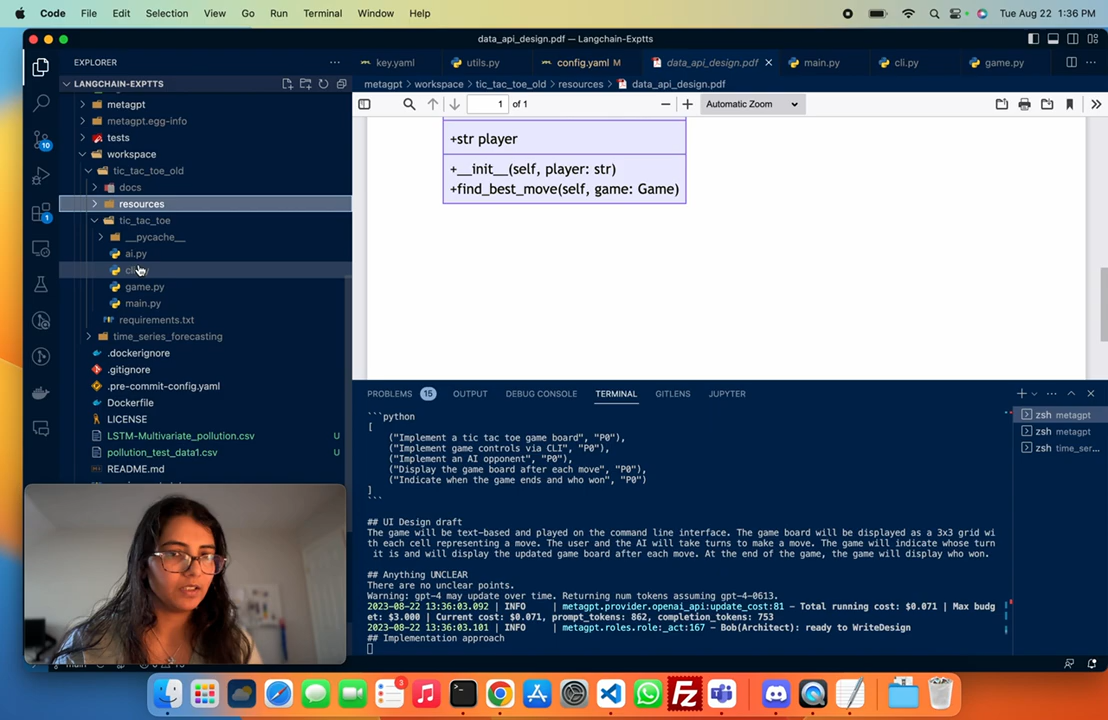 Code File Edit Selection View Go Run Terminal Window Help Tue Aug 22 1:36 PM
data_api_design.pdf — Langchain-Exptts
EXPLORER
key.yaml utils.py config.yaml M data_api_design.pdf main.py cli.py game.py
LANGCHAIN-EXPTTS
metagpt > workspace > tic_tac_toe_old > resources > data_api_design.pdf
1 of 1 Automatic Zoom
metagpt
metagpt.egg-info
tests
workspace
tic_tac_toe_old
docs
resources
tic_tac_toe
__pycache__
ai.py
game.py
main.py
requirements.txt
time_series_forecasting
.dockerignore
.gitignore
.pre-commit-config.yaml
Dockerfile
LICENSE
LSTM-Multivariate_pollution.csv U
pollution_test_data1.csv U
README.md
10
1
+str player
+__init__(self, player: str)
+find_best_move(self, game: Game)
PROBLEMS 15 OUTPUT DEBUG CONSOLE TERMINAL GITLENS JUPYTER
zsh metagpt
zsh metagpt
zsh time_ser...
```python
[
("Implement a tic tac toe game board", "P0"),
("Implement game controls via CLI", "P0"),
("Implement an AI opponent", "P0"),
("Display the game board after each move", "P0"),
("Indicate when the game ends and who won", "P0")
]
```
## UI Design draft
The game will be text-based and played on the command line interface. The game board will be displayed as a 3x3 grid wi
th each cell representing a move. The user and the AI will take turns to make a move. The game will indicate whose turn
it is and will display the updated game board after each move. At the end of the game, the game will display who won.
## Anything UNCLEAR
There are no unclear points.
Warning: gpt-4 may update over time. Returning num tokens assuming gpt-4-0613.
2023-08-22 13:36:03.092 | INFO | metagpt.provider.openai_api:update_cost:81 - Total running cost: $0.071 | Max budg
et: $3.000 | Current cost: $0.071, prompt_tokens: 862, completion_tokens: 753
2023-08-22 13:36:03.101 | INFO | metagpt.roles.role:_act:167 - Bob(Architect): ready to WriteDesign
## Implementation approach
3